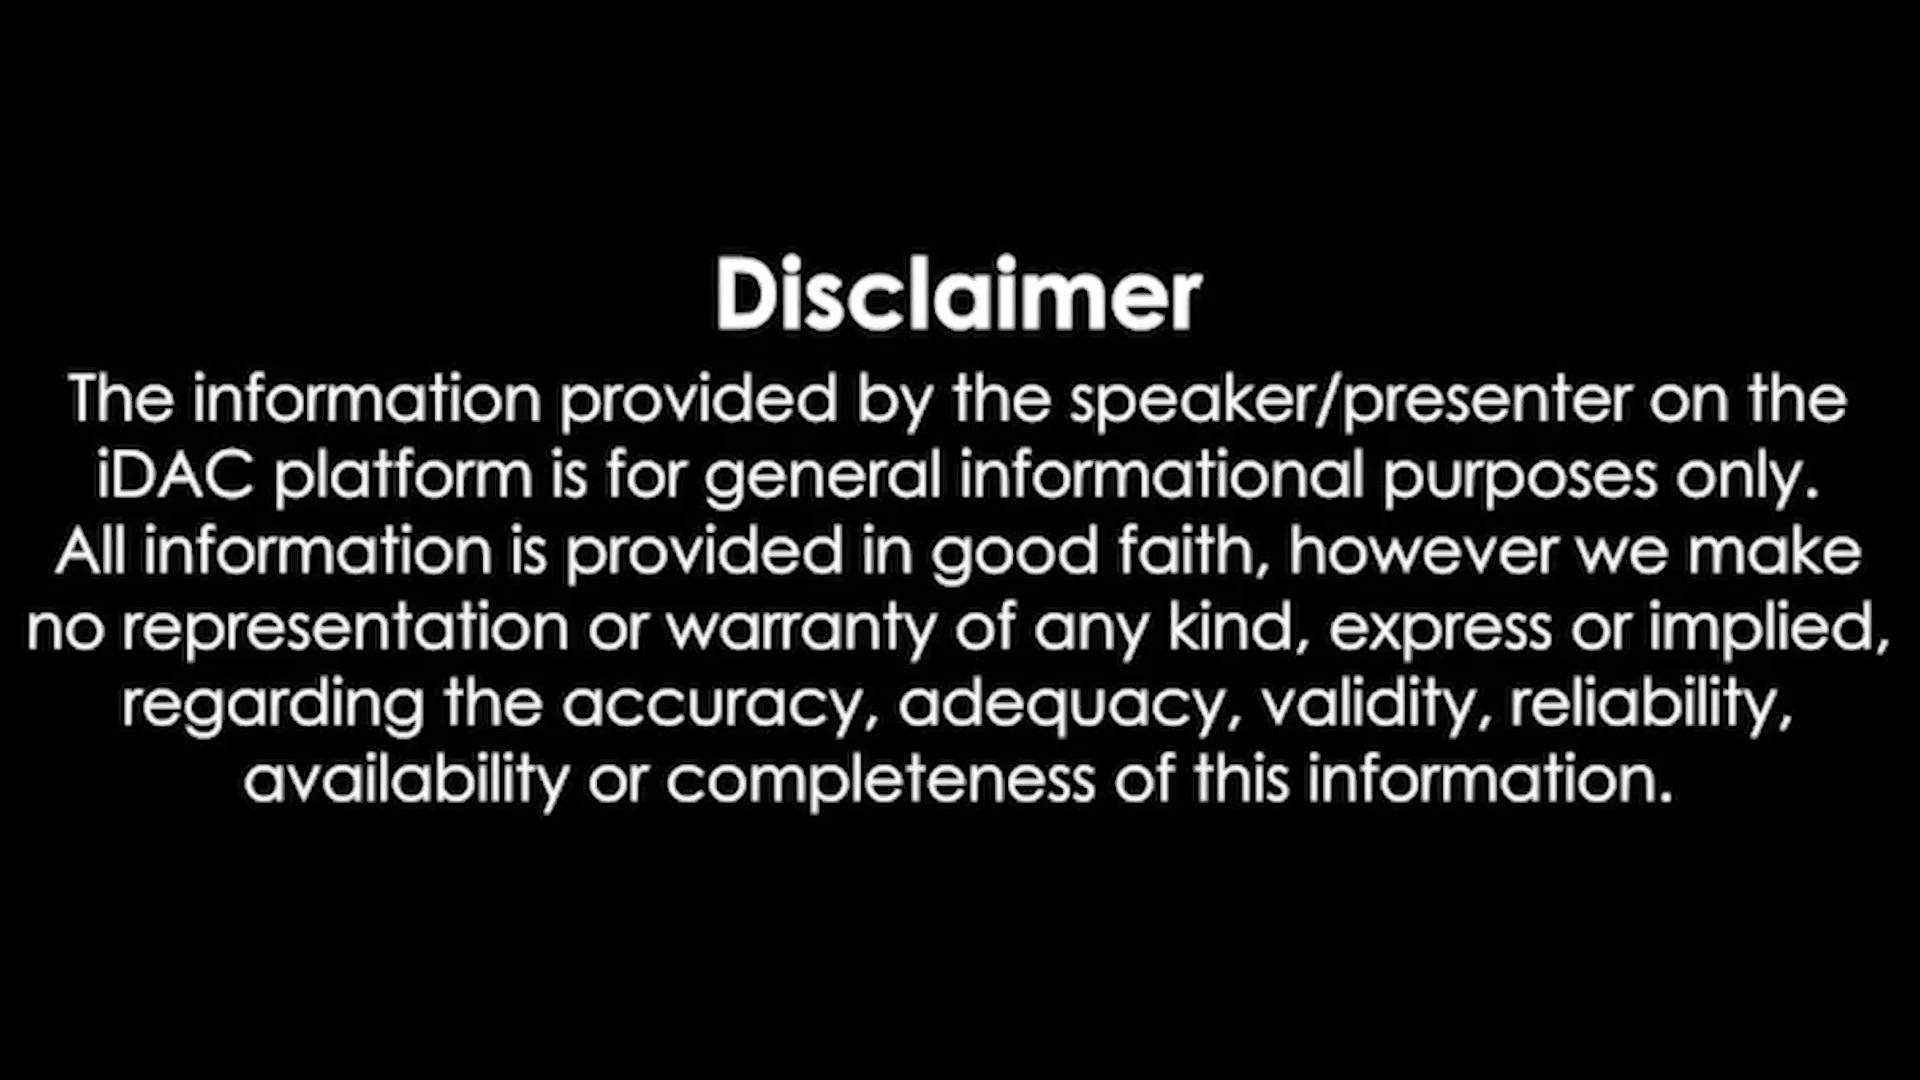 Disclaimer
The information provided by the speaker/presenter on the
iDAC platform is for general informational purposes only.
All information is provided in good faith, however we make
no representation or warranty of any kind, express or implied,
regarding the accuracy, adequacy, validity, reliability,
availability or completeness of this information.